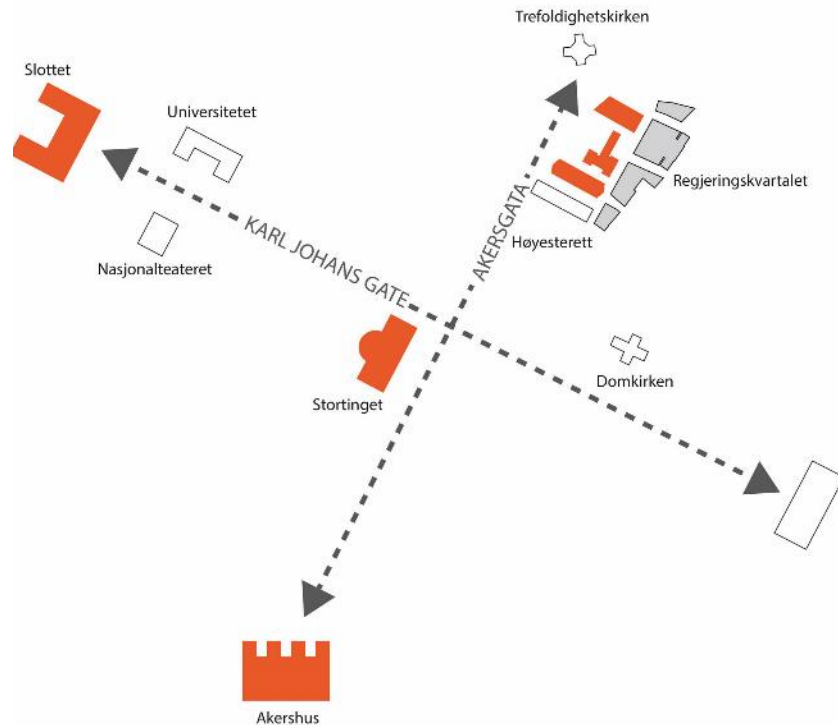 Trefoldighetskirken
Slottet
Universitetet
Regjeringskvartalet
AKERSGATA
KARL JOHANS GATE
Høyesterett
Nasjonalteateret
Domkirken
Stortinget
Akershus